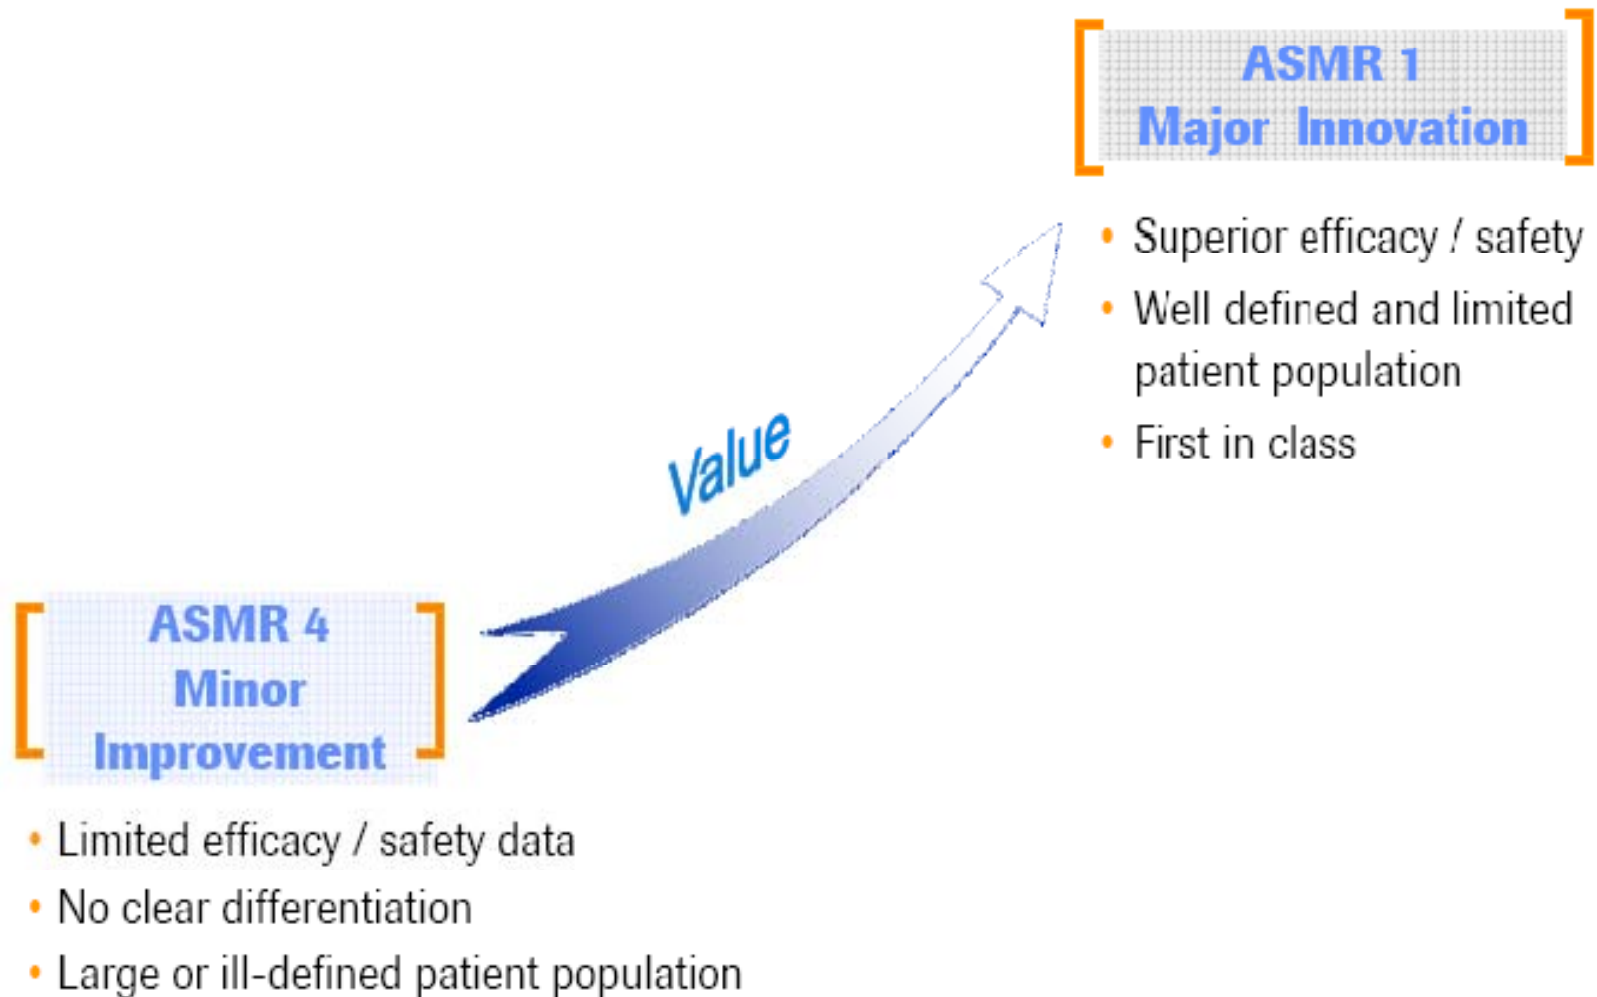 ASMR 1
Major Innovation
• Superior efficacy / safety
• Well defined and limited
patient population
• First in class
Value
ASMR 4
Minor
Improvement
• Limited efficacy / safety data
• No clear differentiation
• Large or ill-defined patient population